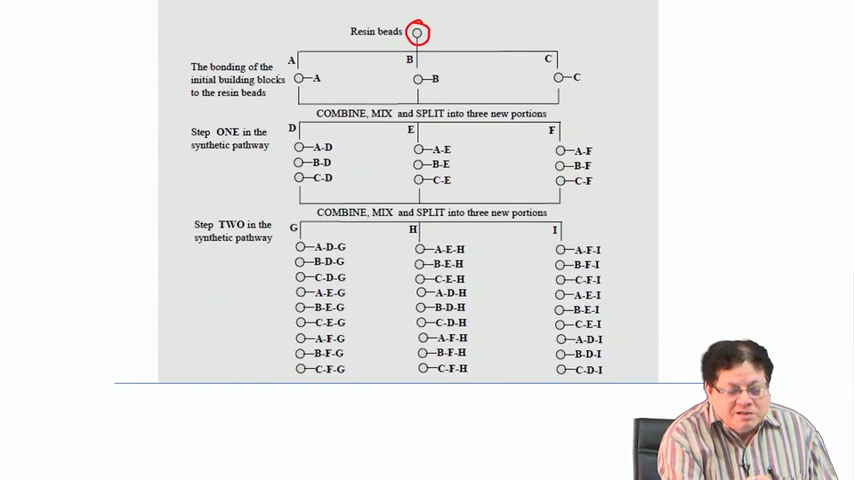 Resin beads
A B C
The bonding of the
initial building blocks
to the resin beads
A B C
COMBINE, MIX and SPLIT into three new portions
Step ONE in the
synthetic pathway
D E F
A-D A-E A-F
B-D B-E B-F
C-D C-E C-F
COMBINE, MIX and SPLIT into three new portions
Step TWO in the
synthetic pathway
G H I
A-D-G A-E-H A-F-I
B-D-G B-E-H B-F-I
C-D-G C-E-H C-F-I
A-E-G A-D-H A-E-I
B-E-G B-D-H B-E-I
C-E-G C-D-H C-E-I
A-F-G A-F-H A-D-I
B-F-G B-F-H B-D-I
C-F-G C-F-H C-D-I